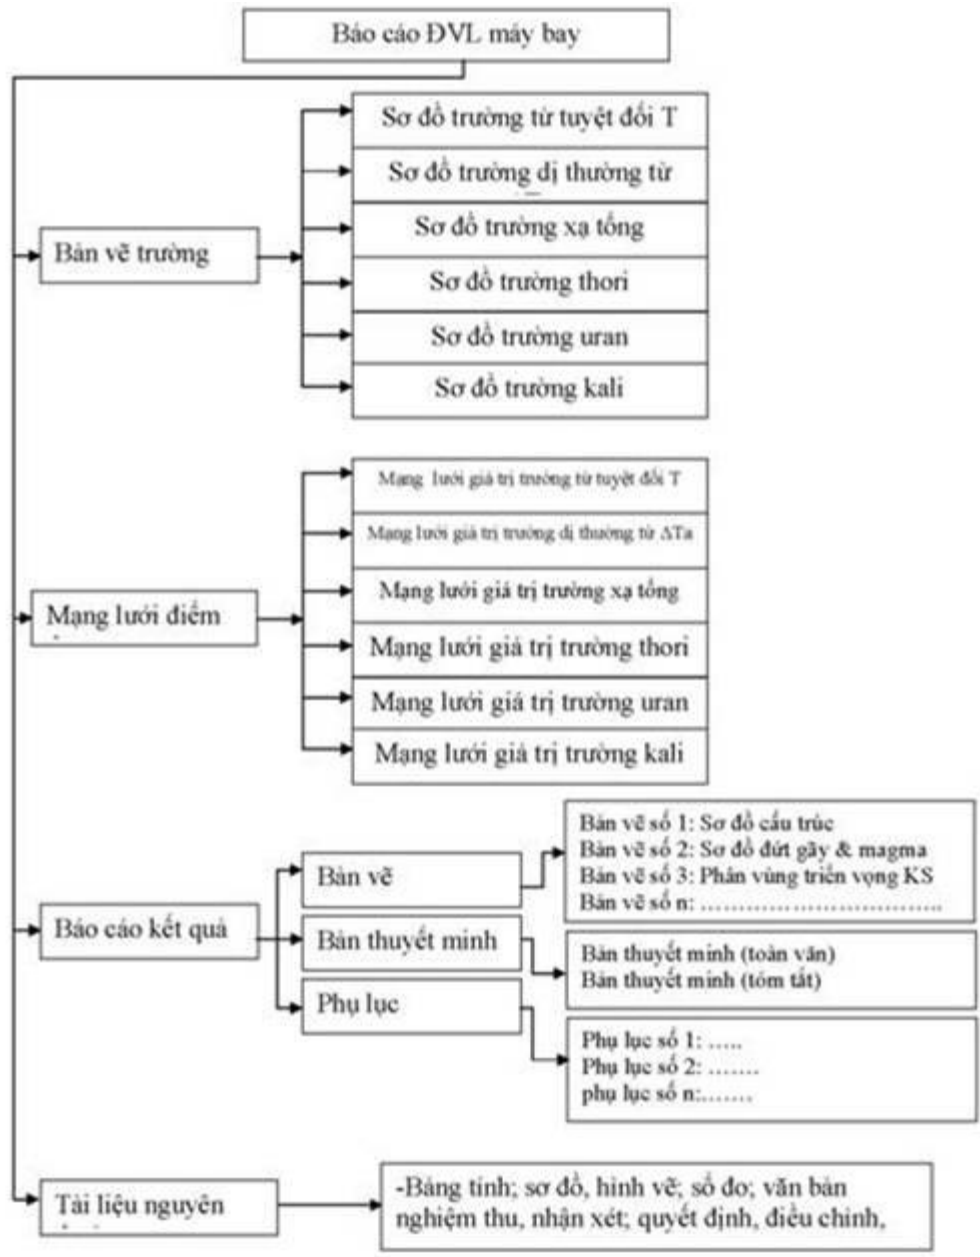 Báo cáo ĐVL máy bay
Bản vẽ trường
Sơ đồ trường từ tuyệt đối T
Sơ đồ trường dị thường từ
Sơ đồ trường xạ tổng
Sơ đồ trường thori
Sơ đồ trường uran
Sơ đồ trường kali
Mạng lưới điểm
Mạng lưới giá trị trường từ tuyệt đối T
Mạng lưới giá trị trường dị thường từ ΔTa
Mạng lưới giá trị trường xạ tổng
Mạng lưới giá trị trường thori
Mạng lưới giá trị trường uran
Mạng lưới giá trị trường kali
Báo cáo kết quả
Bản vẽ
Bản vẽ số 1: Sơ đồ cấu trúc
Bản vẽ số 2: Sơ đồ đứt gãy & magma
Bản vẽ số 3: Phân vùng triển vọng KS
Bản vẽ số n: ………………………………..
Bản thuyết minh
Bản thuyết minh (toàn văn)
Bản thuyết minh (tóm tắt)
Phụ lục
Phụ lục số 1: …..
Phụ lục số 2: …….
phụ lục số n:…….
Tài liệu nguyên
-Bảng tính; sơ đồ, hình vẽ; sổ đo; văn bản
nghiệm thu, nhận xét; quyết định, điều chỉnh,